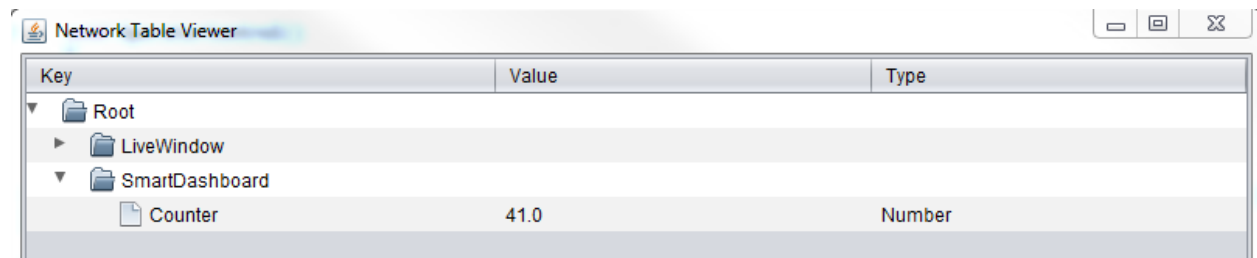 Network Table Viewer
Key Value Type
Root
LiveWindow
SmartDashboard
Counter 41.0 Number